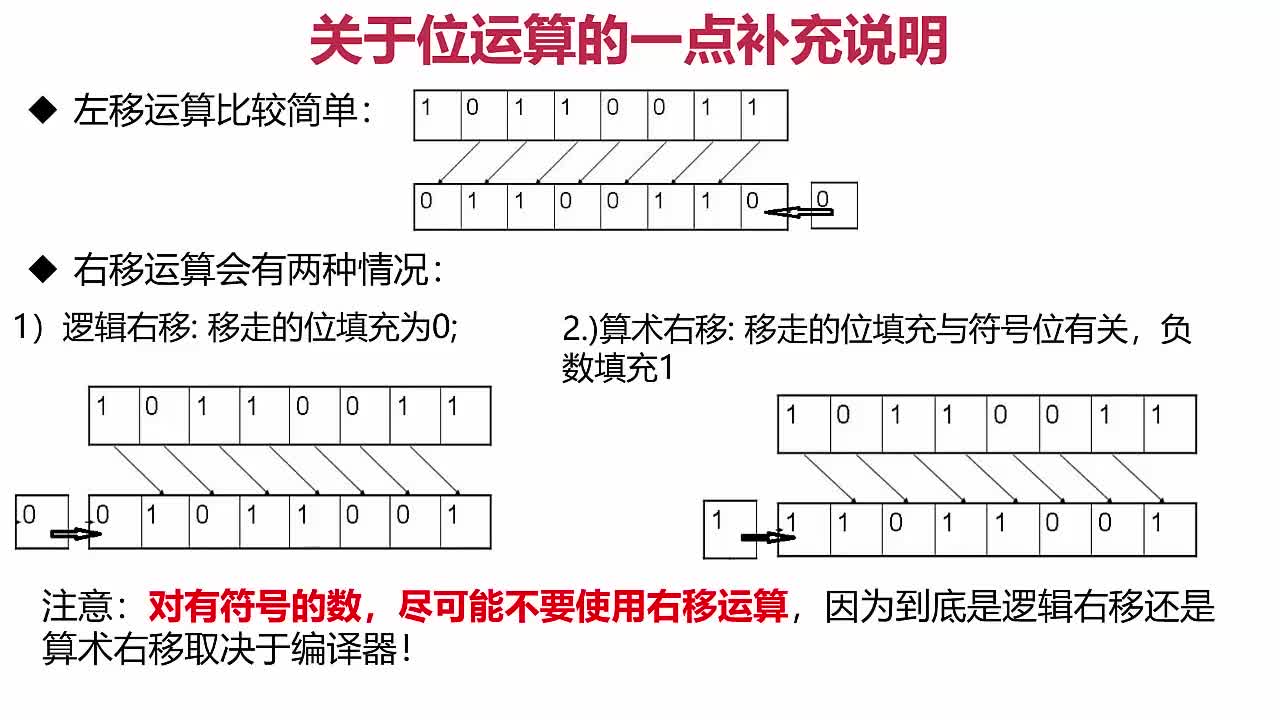 关于位运算的一点补充说明
◆ 左移运算比较简单：
1 0 1 1 0 0 1 1
0 1 1 0 0 1 1 0 0
◆ 右移运算会有两种情况：
1）逻辑右移: 移走的位填充为0;
2.)算术右移: 移走的位填充与符号位有关，负
数填充1
1 0 1 1 0 0 1 1
0 0 1 0 1 1 0 0 1
1 0 1 1 0 0 1 1
1 1 1 0 1 1 0 0 1
注意：对有符号的数，尽可能不要使用右移运算，因为到底是逻辑右移还是
算术右移取决于编译器！